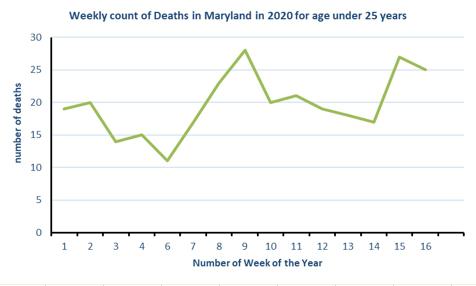 Weekly count of Deaths in Maryland in 2020 for age under 25 years
number of deaths
30
25
20
15
10
5
0
1 2 3 4 6 7 8 9 10 11 12 13 14 15 16
Number of Week of the Year